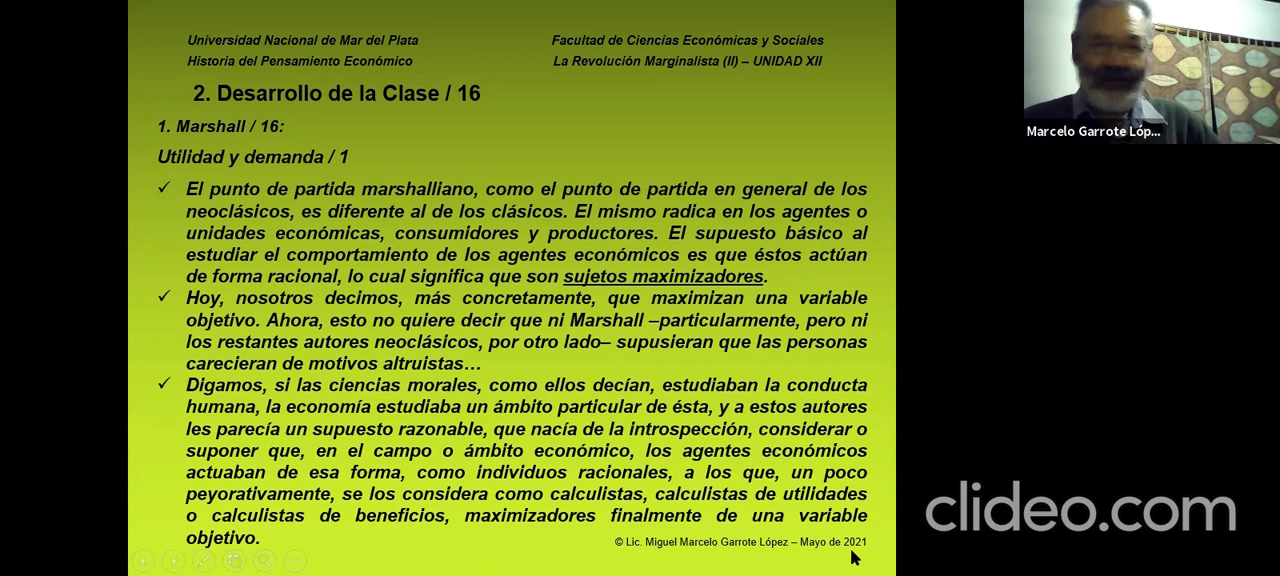 Universidad Nacional de Mar del Plata
Facultad de Ciencias Económicas y Sociales
Historia del Pensamiento Económico
La Revolución Marginalista (II) – UNIDAD XII
2. Desarrollo de la Clase / 16
1. Marshall / 16:
Utilidad y demanda / 1
✓ El punto de partida marshalliano, como el punto de partida en general de los
neoclásicos, es diferente al de los clásicos. El mismo radica en los agentes o
unidades económicas, consumidores y productores. El supuesto básico al
estudiar el comportamiento de los agentes económicos es que éstos actúan
de forma racional, lo cual significa que son sujetos maximizadores.
✓ Hoy, nosotros decimos, más concretamente, que maximizan una variable
objetivo. Ahora, esto no quiere decir que ni Marshall –particularmente, pero ni
los restantes autores neoclásicos, por otro lado– supusieran que las personas
carecieran de motivos altruistas…
✓ Digamos, si las ciencias morales, como ellos decían, estudiaban la conducta
humana, la economía estudiaba un ámbito particular de ésta, y a estos autores
les parecía un supuesto razonable, que nacía de la introspección, considerar o
suponer que, en el campo o ámbito económico, los agentes económicos
actuaban de esa forma, como individuos racionales, a los que, un poco
peyorativamente, se los considera como calculistas, calculistas de utilidades
o calculistas de beneficios, maximizadores finalmente de una variable
objetivo.
© Lic. Miguel Marcelo Garrote López – Mayo de 2021
Marcelo Garrote Lóp...
clideo.com